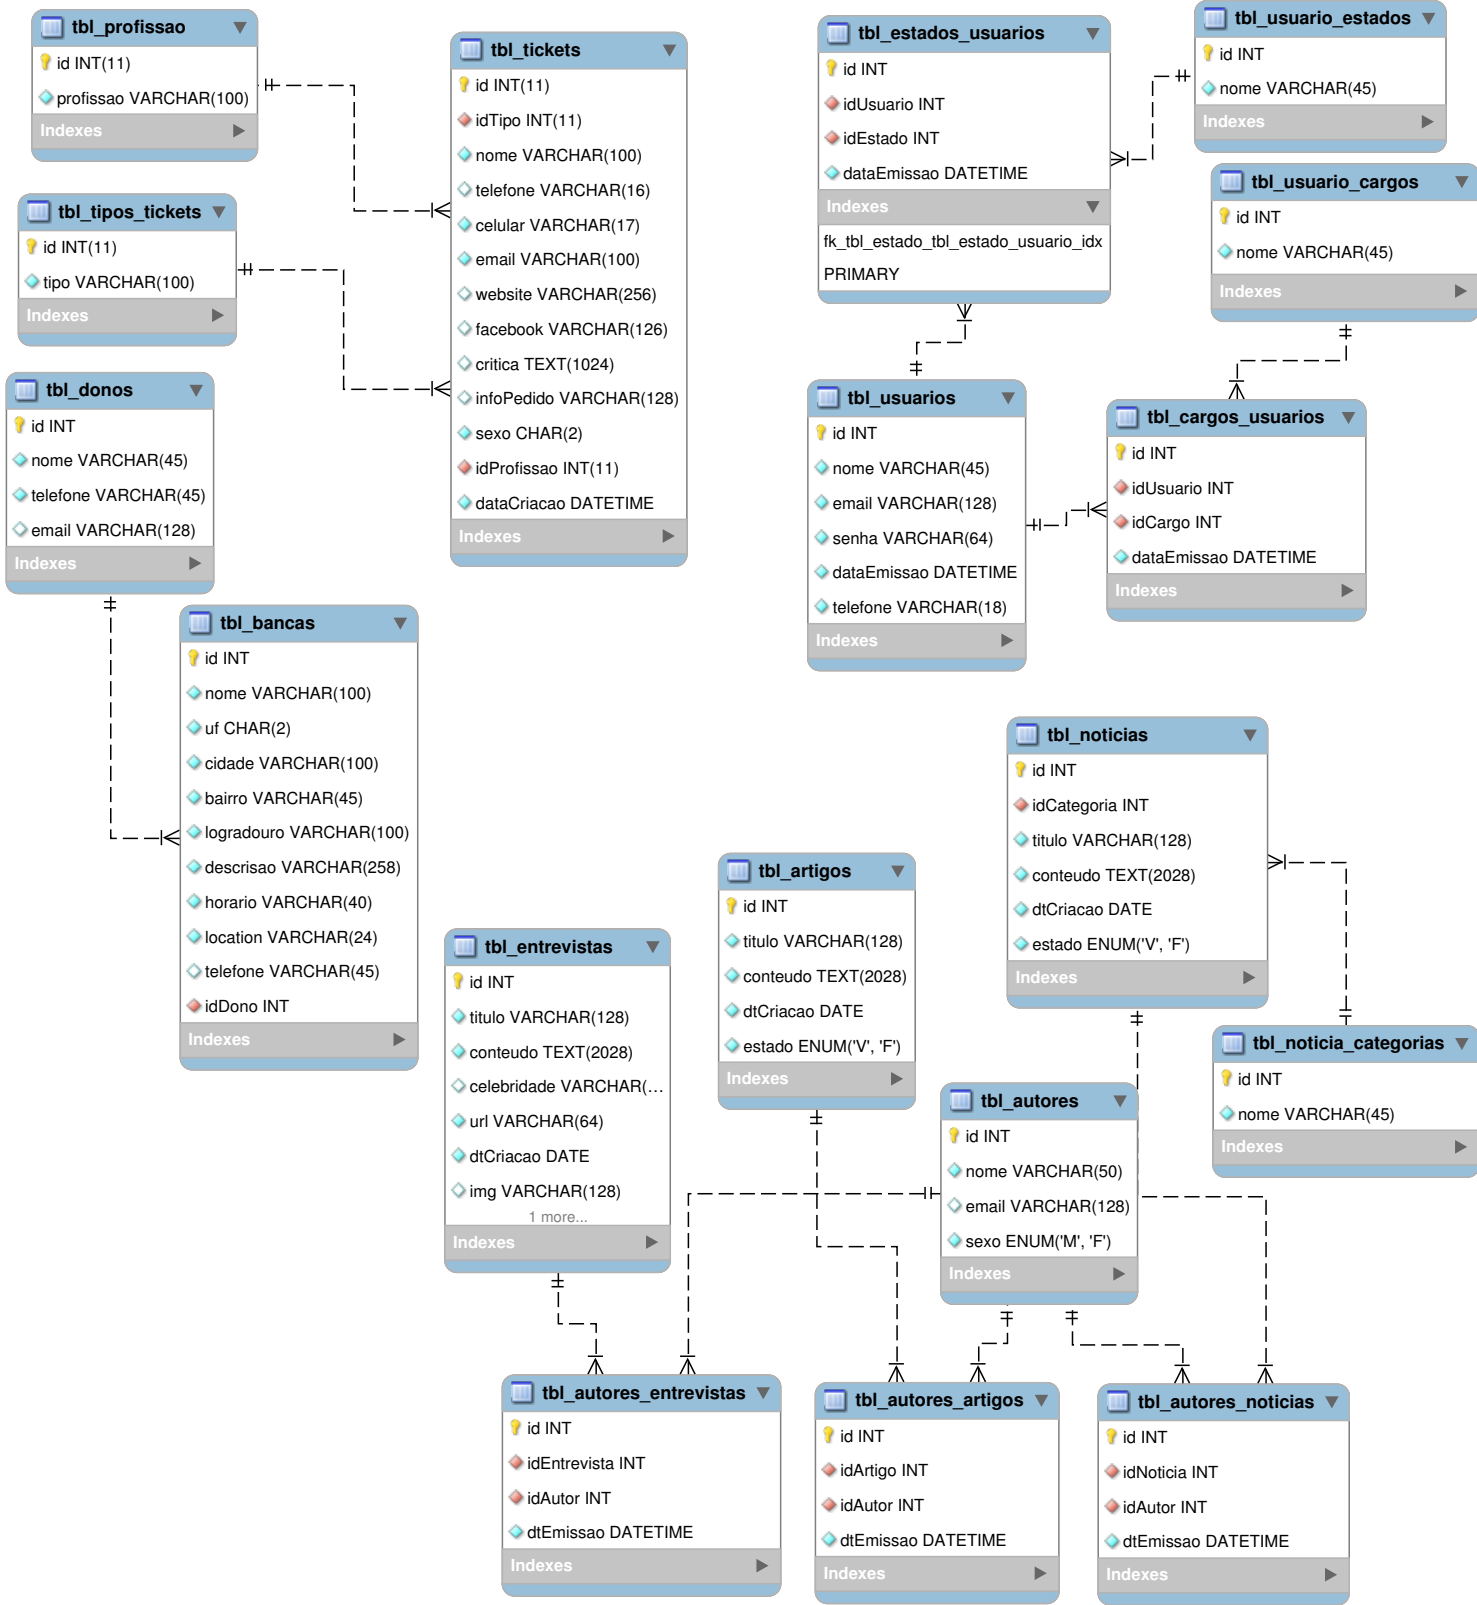 tbl_profissao
id INT(11)
profissao VARCHAR(100)
Indexes
tbl_tipos_tickets
id INT(11)
tipo VARCHAR(100)
Indexes
tbl_donos
id INT
nome VARCHAR(45)
telefone VARCHAR(45)
email VARCHAR(128)
Indexes
tbl_tickets
id INT(11)
idTipo INT(11)
nome VARCHAR(100)
telefone VARCHAR(16)
celular VARCHAR(17)
email VARCHAR(100)
website VARCHAR(256)
facebook VARCHAR(126)
critica TEXT(1024)
infoPedido VARCHAR(128)
sexo CHAR(2)
idProfissao INT(11)
dataCriacao DATETIME
Indexes
tbl_bancas
id INT
nome VARCHAR(100)
uf CHAR(2)
cidade VARCHAR(100)
bairro VARCHAR(45)
logradouro VARCHAR(100)
descrisao VARCHAR(258)
horario VARCHAR(40)
location VARCHAR(24)
telefone VARCHAR(45)
idDono INT
Indexes
tbl_estados_usuarios
id INT
idUsuario INT
idEstado INT
dataEmissao DATETIME
Indexes
fk_tbl_estado_tbl_estado_usuario_idx
PRIMARY
tbl_usuario_estados
id INT
nome VARCHAR(45)
Indexes
tbl_usuario_cargos
id INT
nome VARCHAR(45)
Indexes
tbl_usuarios
id INT
nome VARCHAR(45)
email VARCHAR(128)
senha VARCHAR(64)
dataEmissao DATETIME
telefone VARCHAR(18)
Indexes
tbl_cargos_usuarios
id INT
idUsuario INT
idCargo INT
dataEmissao DATETIME
Indexes
tbl_noticias
id INT
idCategoria INT
titulo VARCHAR(128)
conteudo TEXT(2028)
dtCriacao DATE
estado ENUM('V', 'F')
Indexes
tbl_artigos
id INT
titulo VARCHAR(128)
conteudo TEXT(2028)
dtCriacao DATE
estado ENUM('V', 'F')
Indexes
tbl_entrevistas
id INT
titulo VARCHAR(128)
conteudo TEXT(2028)
celebridade VARCHAR(…
url VARCHAR(64)
dtCriacao DATE
img VARCHAR(128)
1 more...
Indexes
tbl_noticia_categorias
id INT
nome VARCHAR(45)
Indexes
tbl_autores
id INT
nome VARCHAR(50)
email VARCHAR(128)
sexo ENUM('M', 'F')
Indexes
tbl_autores_entrevistas
id INT
idEntrevista INT
idAutor INT
dtEmissao DATETIME
Indexes
tbl_autores_artigos
id INT
idArtigo INT
idAutor INT
dtEmissao DATETIME
Indexes
tbl_autores_noticias
id INT
idNoticia INT
idAutor INT
dtEmissao DATETIME
Indexes